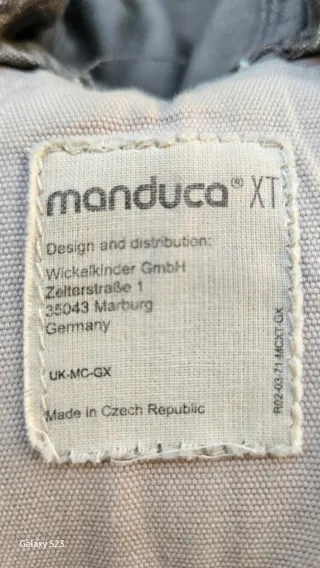 manduca® XT
Design and distribution:
Wickelkinder GmbH
Zelterstraße 1
35043 Marburg
Germany
UK-MC-GX
Made in Czech Republic
R02-03-71-MCXT-GX
Galaxy S23